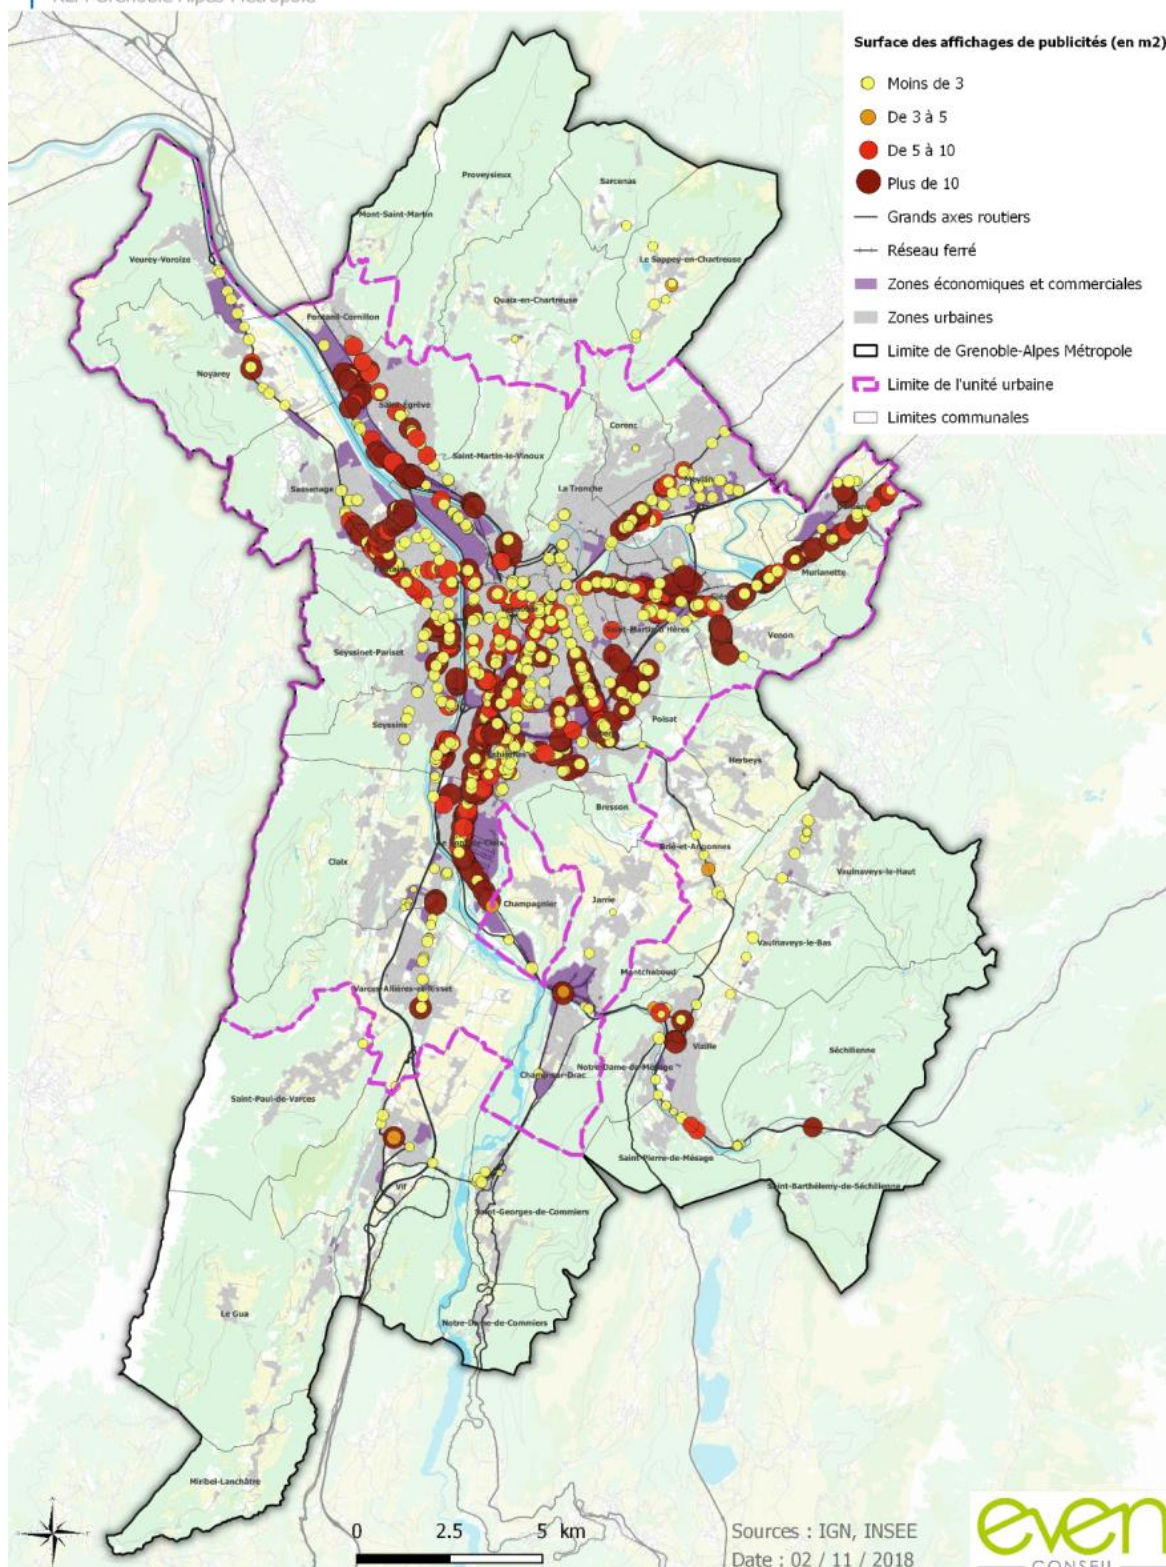 RLPi Grenoble-Alpes Métropole
Surface des affichages de publicités (en m2)
Moins de 3
De 3 à 5
De 5 à 10
Plus de 10
Grands axes routiers
Réseau ferré
Zones économiques et commerciales
Zones urbaines
Limite de Grenoble-Alpes Métropole
Limite de l'unité urbaine
Limites communales
Proveysieux
Sarcenas
Mont-Saint-Martin
Veurey-Voroize
Le Sappey-en-Chartreuse
Quaix-en-Chartreuse
Fontanil-Cornillon
Noyarey
Saint-Égrève
Corenc
Saint-Martin-le-Vinoux
La Tronche
Meylan
Sassenage
Murianette
Saint-Martin-d'Hères
Venon
Seyssinet-Pariset
Seyssins
Poisat
Herbeys
Bresson
Brié-et-Angonnes
Claix
Vaulnaveys-le-Haut
Champagnier
Jarrie
Vaulnaveys-le-Bas
Montchaboud
Varces-Allières-et-Risset
Vizille
Séchilienne
Notre-Dame-de-Mésage
Champ-sur-Drac
Saint-Paul-de-Varces
Saint-Pierre-de-Mésage
Saint-Barthélemy-de-Séchilienne
Vif
Saint-Georges-de-Commiers
Le Gua
Notre-Dame-de-Commiers
Miribel-Lanchâtre
0 2.5 5 km
Sources : IGN, INSEE
Date : 02 / 11 / 2018
even
CONSEIL